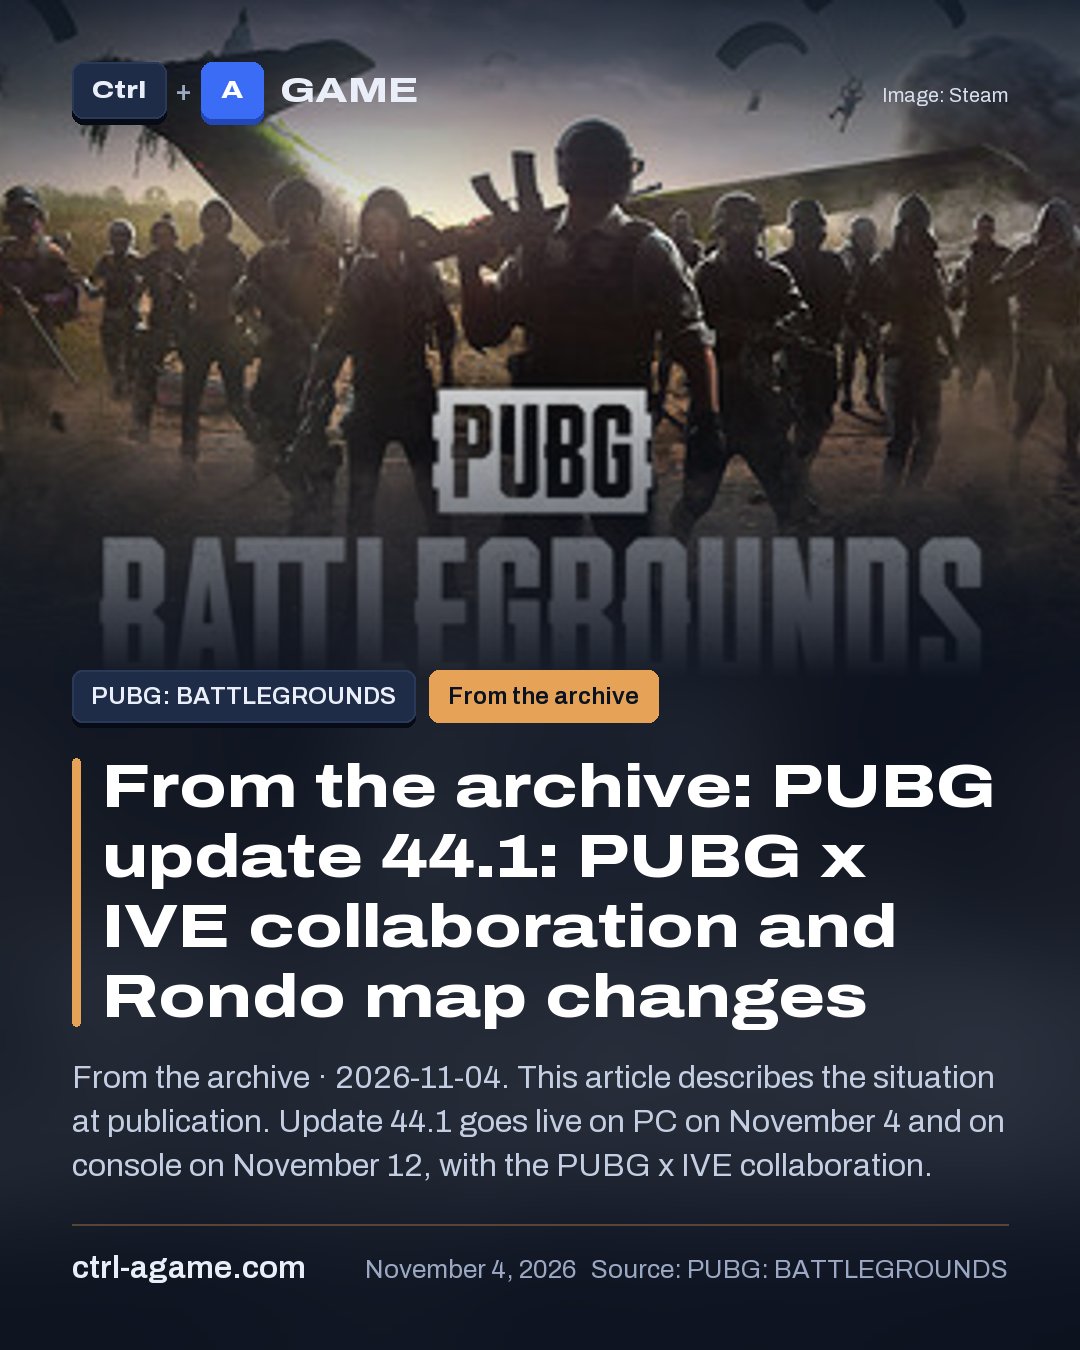 Ctrl + A GAME
Image: Steam
PUBG
BATTLEGROUNDS
PUBG: BATTLEGROUNDS
From the archive
From the archive: PUBG
update 44.1: PUBG x
IVE collaboration and
Rondo map changes
From the archive · 2026-11-04. This article describes the situation
at publication. Update 44.1 goes live on PC on November 4 and on
console on November 12, with the PUBG x IVE collaboration.
ctrl-agame.com
November 4, 2026 Source: PUBG: BATTLEGROUNDS